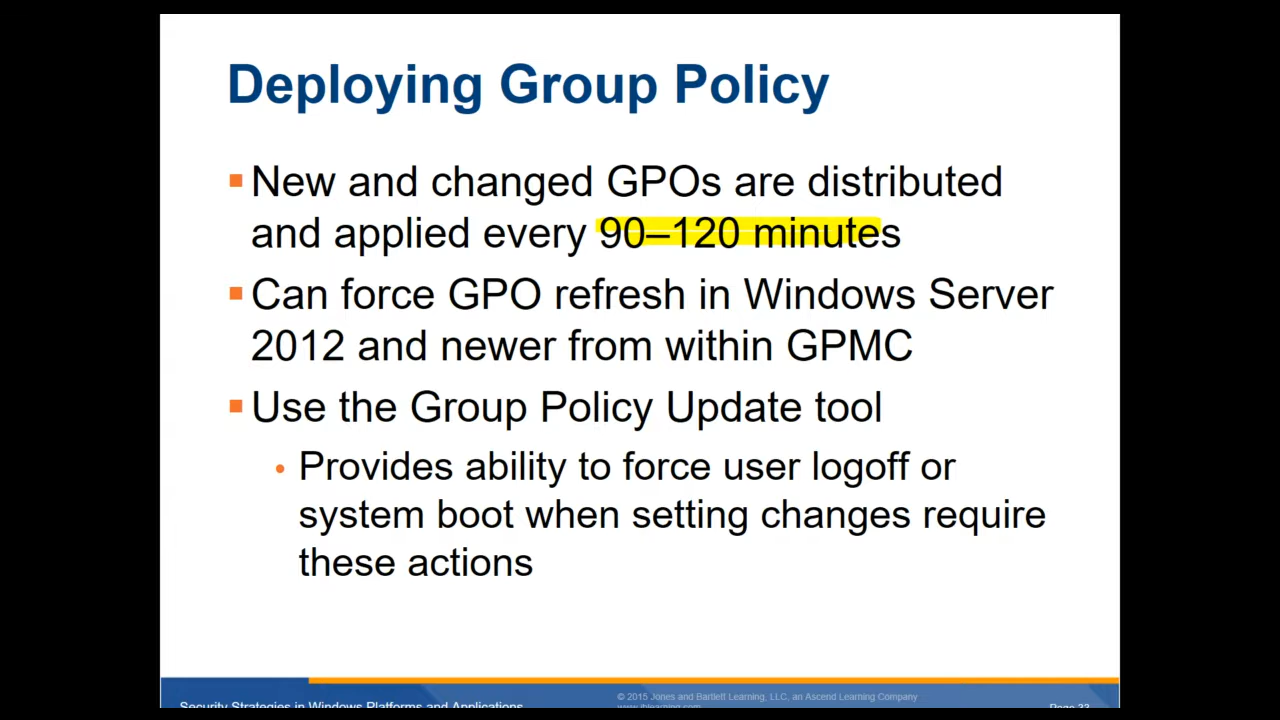 Deploying Group Policy
New and changed GPOs are distributed
and applied every 90–120 minutes
Can force GPO refresh in Windows Server
2012 and newer from within GPMC
Use the Group Policy Update tool
Provides ability to force user logoff or
system boot when setting changes require
these actions
© 2015 Jones and Bartlett Learning, LLC, an Ascend Learning Company
www.jblearning.com
Security Strategies in Windows Platforms and Applications
Page 33